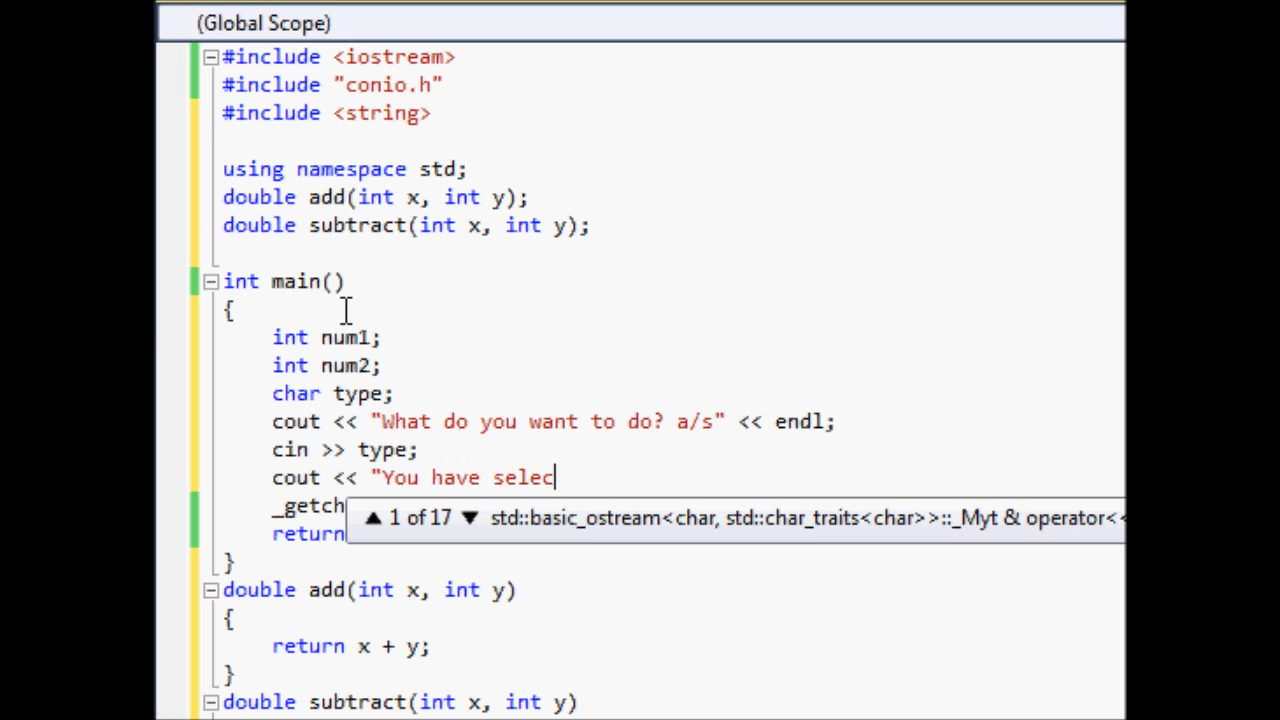 (Global Scope)
#include <iostream>
#include "conio.h"
#include <string>
using namespace std;
double add(int x, int y);
double subtract(int x, int y);
int main()
{
int num1;
int num2;
char type;
cout << "What do you want to do? a/s" << endl;
cin >> type;
cout << "You have selec
_getch
▲ 1 of 17 ▼ std::basic_ostream<char, std::char_traits<char>>::_Myt & operator<<
return
}
double add(int x, int y)
{
return x + y;
}
double subtract(int x, int y)